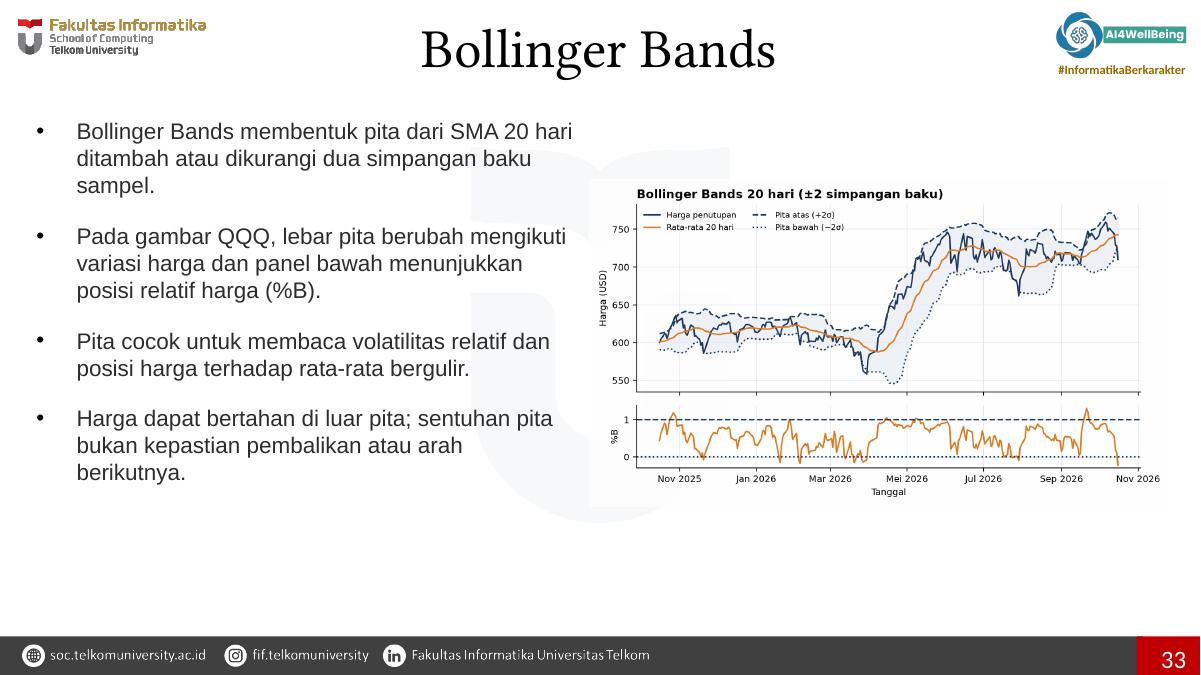 Fakultas Informatika
School of Computing
Telkom University
Bollinger Bands
AI4WellBeing
#InformatikaBerkarakter
• Bollinger Bands membentuk pita dari SMA 20 hari
ditambah atau dikurangi dua simpangan baku
sampel.
• Pada gambar QQQ, lebar pita berubah mengikuti
variasi harga dan panel bawah menunjukkan
posisi relatif harga (%B).
• Pita cocok untuk membaca volatilitas relatif dan
posisi harga terhadap rata-rata bergulir.
• Harga dapat bertahan di luar pita; sentuhan pita
bukan kepastian pembalikan atau arah
berikutnya.
Bollinger Bands 20 hari (±2 simpangan baku)
Harga penutupan
Rata-rata 20 hari
Pita atas (+2σ)
Pita bawah (−2σ)
Harga (USD)
750
700
650
600
550
%B
1
0
Nov 2025 Jan 2026 Mar 2026 Mei 2026 Jul 2026 Sep 2026 Nov 2026
Tanggal
soc.telkomuniversity.ac.id fif.telkomuniversity Fakultas Informatika Universitas Telkom
33